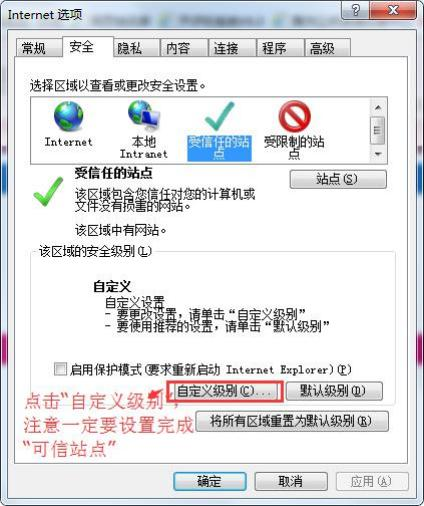 Internet 选项
常规
安全
隐私
内容
连接
程序
高级
选择区域以查看或更改安全设置。
Internet
本地
Intranet
受信任的站
点
受限制的站
点
受信任的站点
站点(S)
该区域包含您信任对您的计算机或
文件没有损害的网站。
该区域中有网站。
该区域的安全级别(L)
自定义
自定义设置
- 要更改设置，请单击“自定义级别”
- 要使用推荐的设置，请单击“默认级别”
启用保护模式(要求重新启动 Internet Explorer)(P)
自定义级别(C)...
默认级别(D)
点击“自定义级别”，
注意一定要设置完成
“可信站点”
将所有区域重置为默认级别(R)
确定
取消
应用(A)